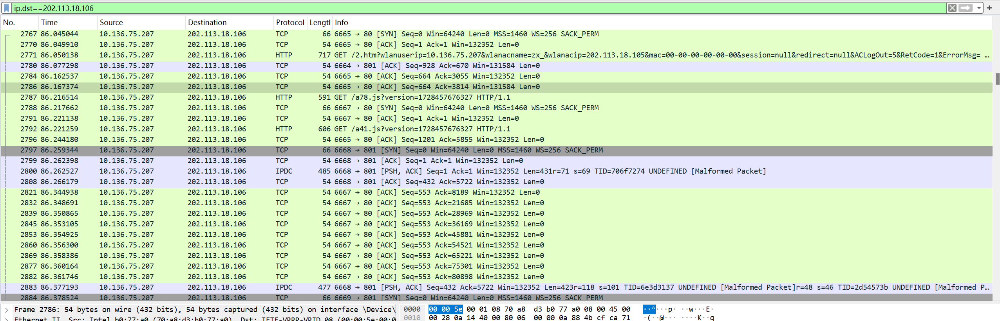 ip.dst==202.113.18.106
No. Time Source Destination Protocol Length Info
2767 86.045044 10.136.75.207 202.113.18.106 TCP 66 6665 → 80 [SYN] Seq=0 Win=64240 Len=0 MSS=1460 WS=256 SACK_PERM
2770 86.049910 10.136.75.207 202.113.18.106 TCP 54 6665 → 80 [ACK] Seq=1 Ack=1 Win=132352 Len=0
2771 86.050138 10.136.75.207 202.113.18.106 HTTP 717 GET /2.htm?wlanuserip=10.136.75.207&wlanacname=zx_&wlanacip=202.113.18.105&mac=00-00-00-00-00-00&session=null&redirect=null&ACLogOut=5&RetCode=1&ErrorMsg= …
2780 86.077298 10.136.75.207 202.113.18.106 TCP 54 6664 → 801 [ACK] Seq=928 Ack=670 Win=131584 Len=0
2784 86.162537 10.136.75.207 202.113.18.106 TCP 54 6665 → 80 [ACK] Seq=664 Ack=3055 Win=132352 Len=0
2786 86.167374 10.136.75.207 202.113.18.106 TCP 54 6665 → 80 [ACK] Seq=664 Ack=3814 Win=131584 Len=0
2787 86.216514 10.136.75.207 202.113.18.106 HTTP 591 GET /a78.js?version=1728457676327 HTTP/1.1
2788 86.217662 10.136.75.207 202.113.18.106 TCP 66 6667 → 80 [SYN] Seq=0 Win=64240 Len=0 MSS=1460 WS=256 SACK_PERM
2791 86.221138 10.136.75.207 202.113.18.106 TCP 54 6667 → 80 [ACK] Seq=1 Ack=1 Win=132352 Len=0
2792 86.221259 10.136.75.207 202.113.18.106 HTTP 606 GET /a41.js?version=1728457676327 HTTP/1.1
2796 86.244180 10.136.75.207 202.113.18.106 TCP 54 6665 → 80 [ACK] Seq=1201 Ack=5855 Win=132352 Len=0
2797 86.259344 10.136.75.207 202.113.18.106 TCP 66 6668 → 801 [SYN] Seq=0 Win=64240 Len=0 MSS=1460 WS=256 SACK_PERM
2799 86.262398 10.136.75.207 202.113.18.106 TCP 54 6668 → 801 [ACK] Seq=1 Ack=1 Win=132352 Len=0
2800 86.262527 10.136.75.207 202.113.18.106 IPDC 485 6668 → 801 [PSH, ACK] Seq=1 Ack=1 Win=132352 Len=431r=71 s=69 TID=706f7274 UNDEFINED [Malformed Packet]
2808 86.266179 10.136.75.207 202.113.18.106 TCP 54 6668 → 801 [ACK] Seq=432 Ack=5722 Win=132352 Len=0
2821 86.344938 10.136.75.207 202.113.18.106 TCP 54 6667 → 80 [ACK] Seq=553 Ack=8189 Win=132352 Len=0
2832 86.348691 10.136.75.207 202.113.18.106 TCP 54 6667 → 80 [ACK] Seq=553 Ack=21685 Win=132352 Len=0
2839 86.350865 10.136.75.207 202.113.18.106 TCP 54 6667 → 80 [ACK] Seq=553 Ack=28969 Win=132352 Len=0
2845 86.353105 10.136.75.207 202.113.18.106 TCP 54 6667 → 80 [ACK] Seq=553 Ack=36169 Win=132352 Len=0
2853 86.354925 10.136.75.207 202.113.18.106 TCP 54 6667 → 80 [ACK] Seq=553 Ack=45881 Win=132352 Len=0
2860 86.356300 10.136.75.207 202.113.18.106 TCP 54 6667 → 80 [ACK] Seq=553 Ack=54521 Win=132352 Len=0
2869 86.358386 10.136.75.207 202.113.18.106 TCP 54 6667 → 80 [ACK] Seq=553 Ack=65221 Win=132352 Len=0
2877 86.360164 10.136.75.207 202.113.18.106 TCP 54 6667 → 80 [ACK] Seq=553 Ack=75301 Win=132352 Len=0
2882 86.361746 10.136.75.207 202.113.18.106 TCP 54 6667 → 80 [ACK] Seq=553 Ack=80898 Win=132352 Len=0
2883 86.377193 10.136.75.207 202.113.18.106 IPDC 477 6668 → 801 [PSH, ACK] Seq=432 Ack=5722 Win=132352 Len=423r=118 s=101 TID=6e3d3137 UNDEFINED [Malformed Packet]r=48 s=46 TID=2d54573b UNDEFINED [Malformed P…
2884 86.378524 10.136.75.207 202.113.18.106 TCP 66 6669 → 801 [SYN] Seq=0 Win=64240 Len=0 MSS=1460 WS=256 SACK_PERM
Frame 2786: 54 bytes on wire (432 bits), 54 bytes captured (432 bits) on interface \Device\
Ethernet II, Src: Intel_b0:77:a0 (70:a8:d3:b0:77:a0), Dst: IETF-VRRP-VRID_08 (00:00:5e:00:0
0000 00 00 5e 00 01 08 70 a8 d3 b0 77 a0 08 00 45 00 ··^···p· ··w···E·
0010 00 28 0a 14 40 00 80 06 00 00 0a 88 4b cf ca 71 ·(··@··· ····K··q